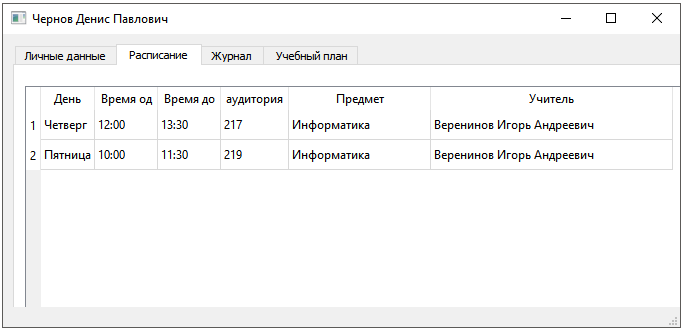 Чернов Денис Павлович
Личные данные Расписание Журнал Учебный план
День Время од Время до аудитория Предмет Учитель
1 Четверг 12:00 13:30 217 Информатика Веренинов Игорь Андреевич
2 Пятница 10:00 11:30 219 Информатика Веренинов Игорь Андреевич